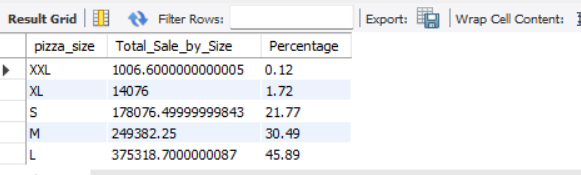 Result Grid Filter Rows: Export: Wrap Cell Content:
pizza_size Total_Sale_by_Size Percentage
XXL 1006.6000000000005 0.12
XL 14076 1.72
S 178076.49999999843 21.77
M 249382.25 30.49
L 375318.7000000087 45.89